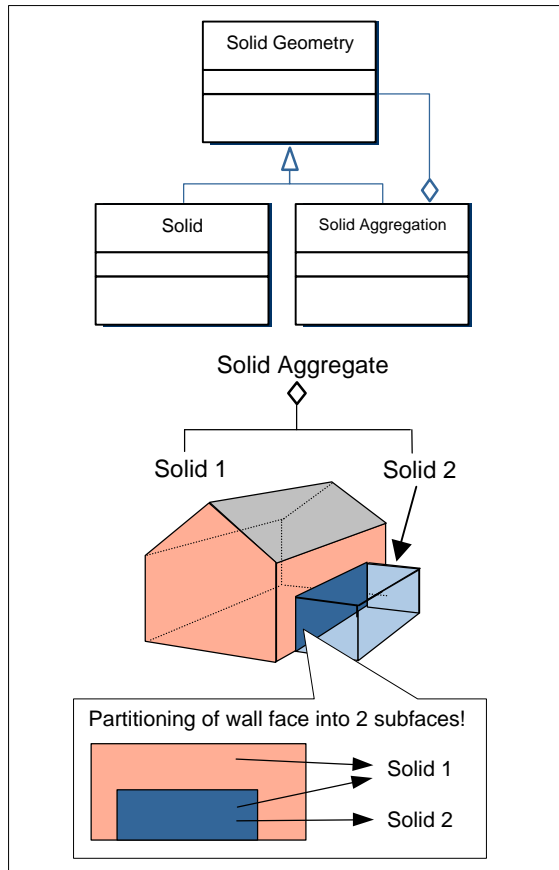 Solid Geometry
Solid
Solid Aggregation
Solid Aggregate
Solid 1
Solid 2
Partitioning of wall face into 2 subfaces!
Solid 1
Solid 2